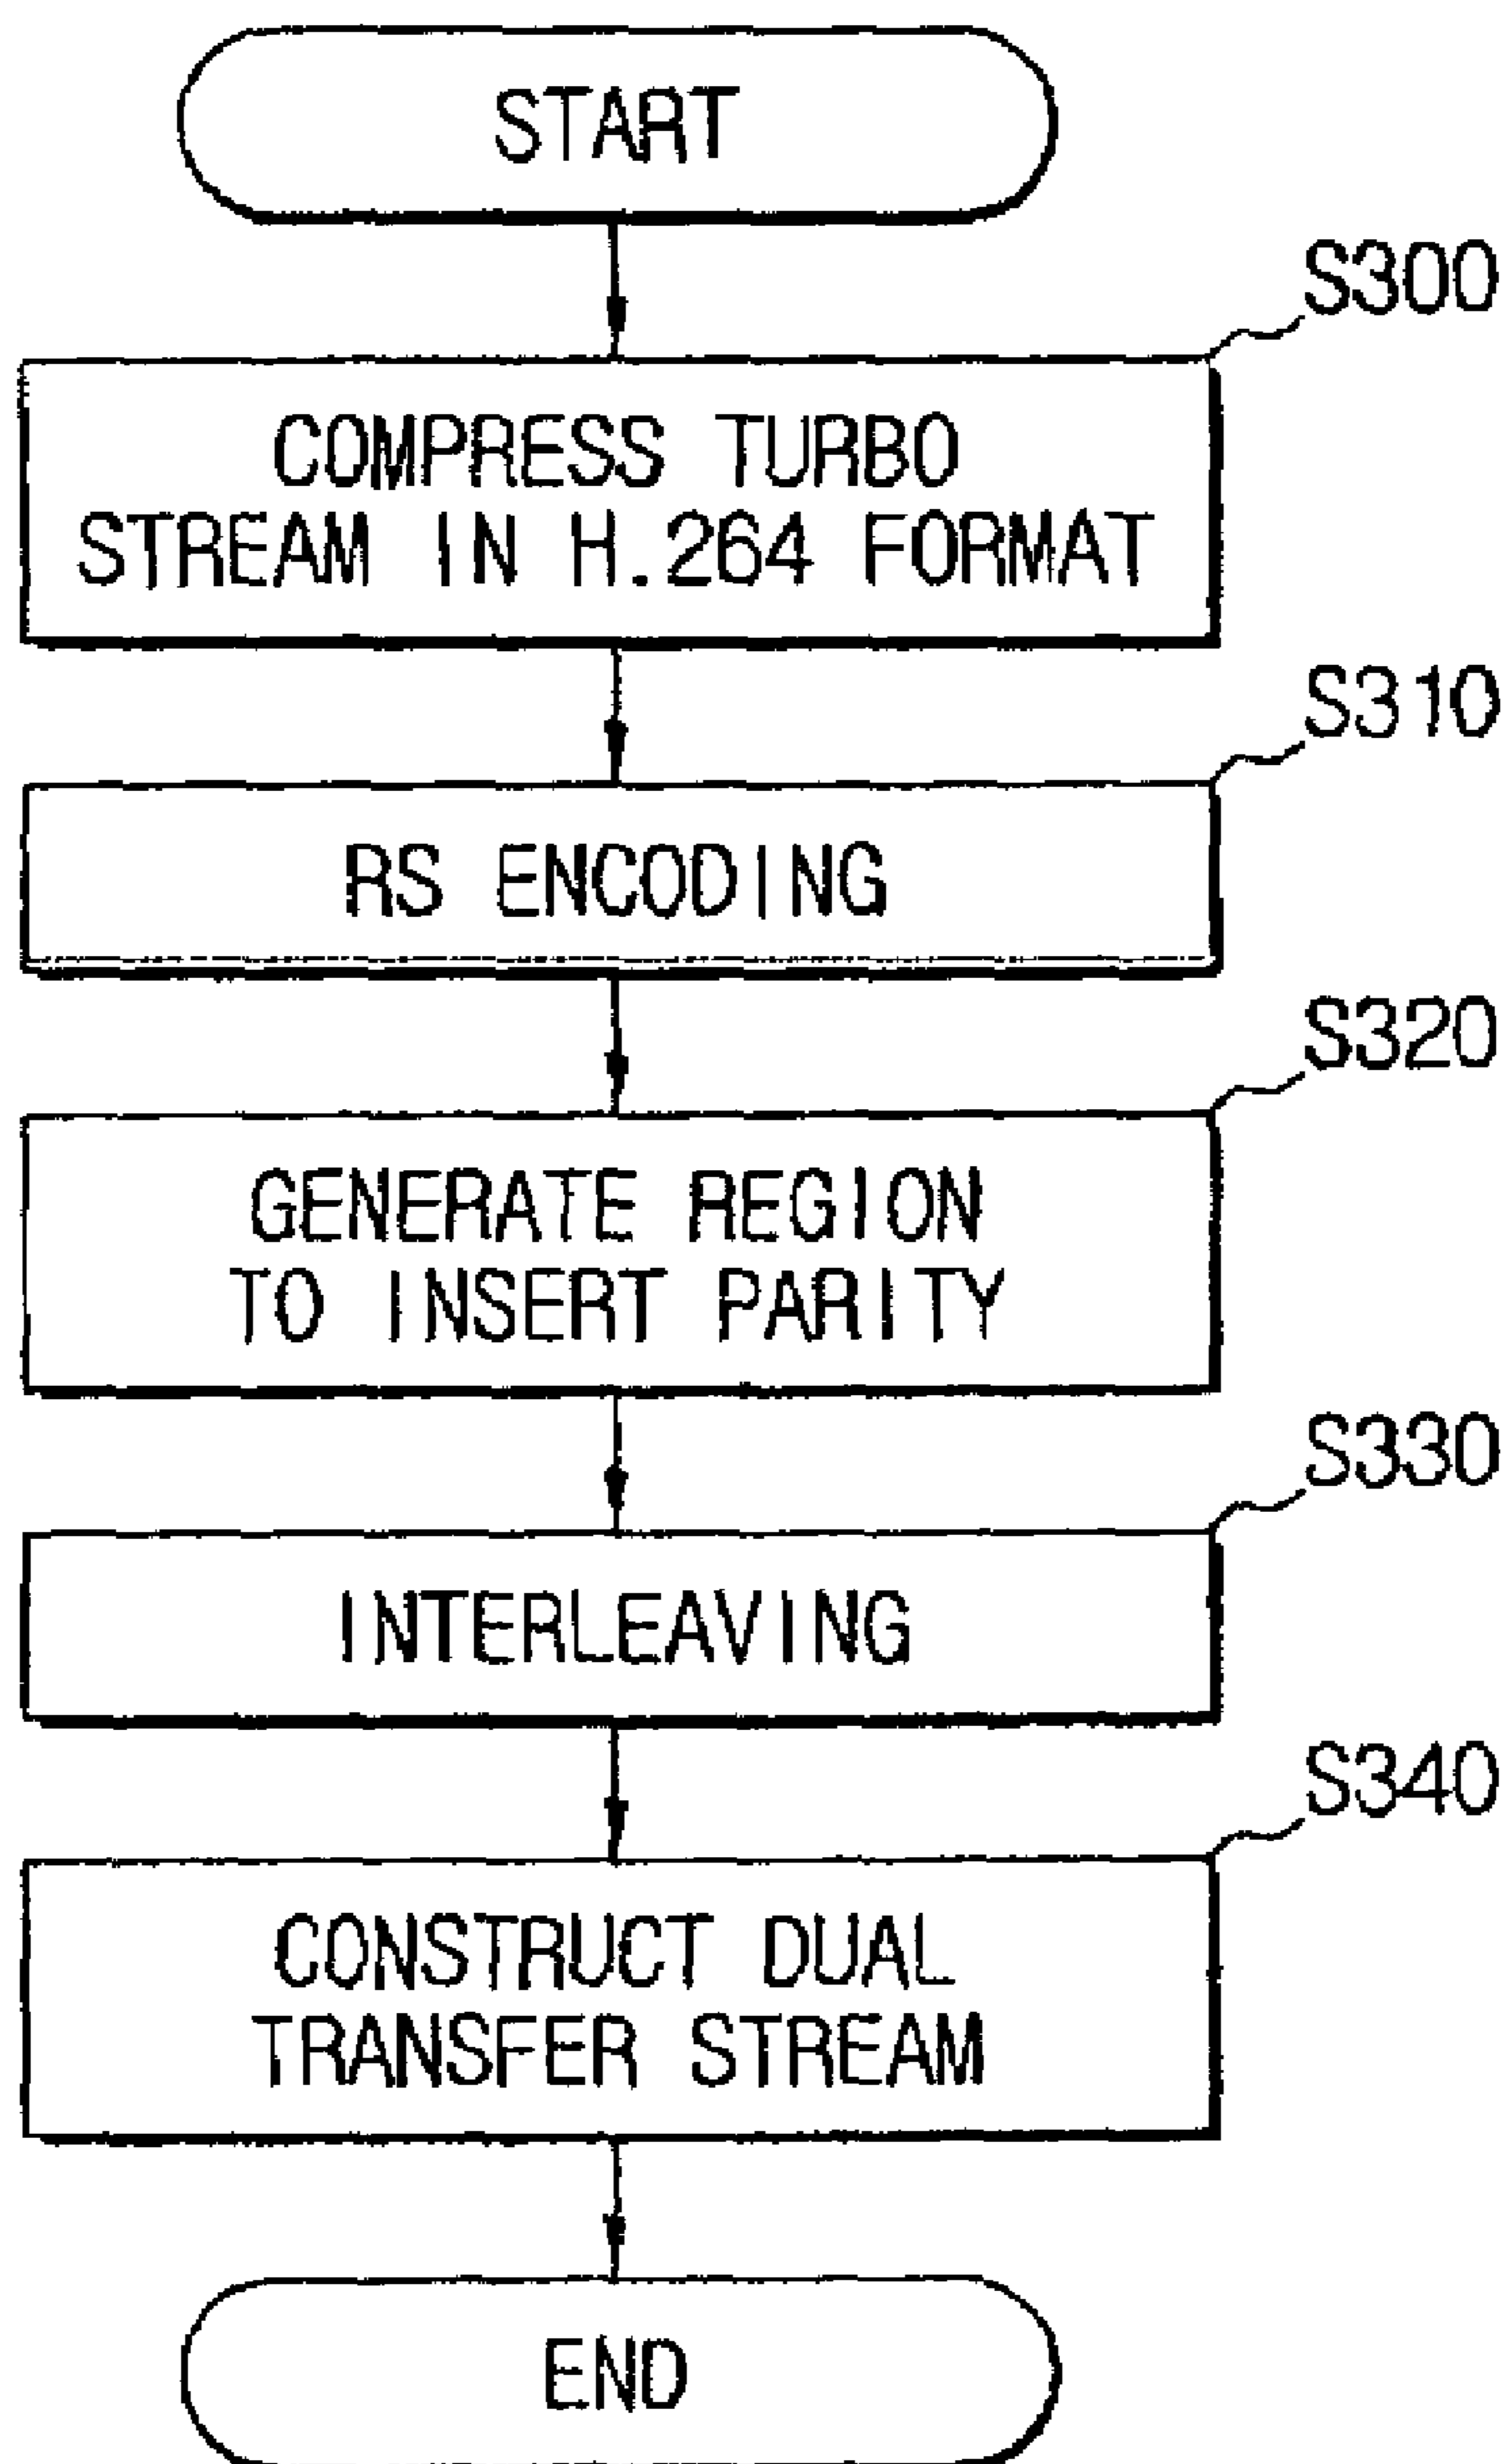 START
S300
COMPRESS TURBO
STREAM IN H.264 FORMAT
S310
RS ENCODING
S320
GENERATE REGION
TO INSERT PARITY
S330
INTERLEAVING
S340
CONSTRUCT DUAL
TRANSFER STREAM
END